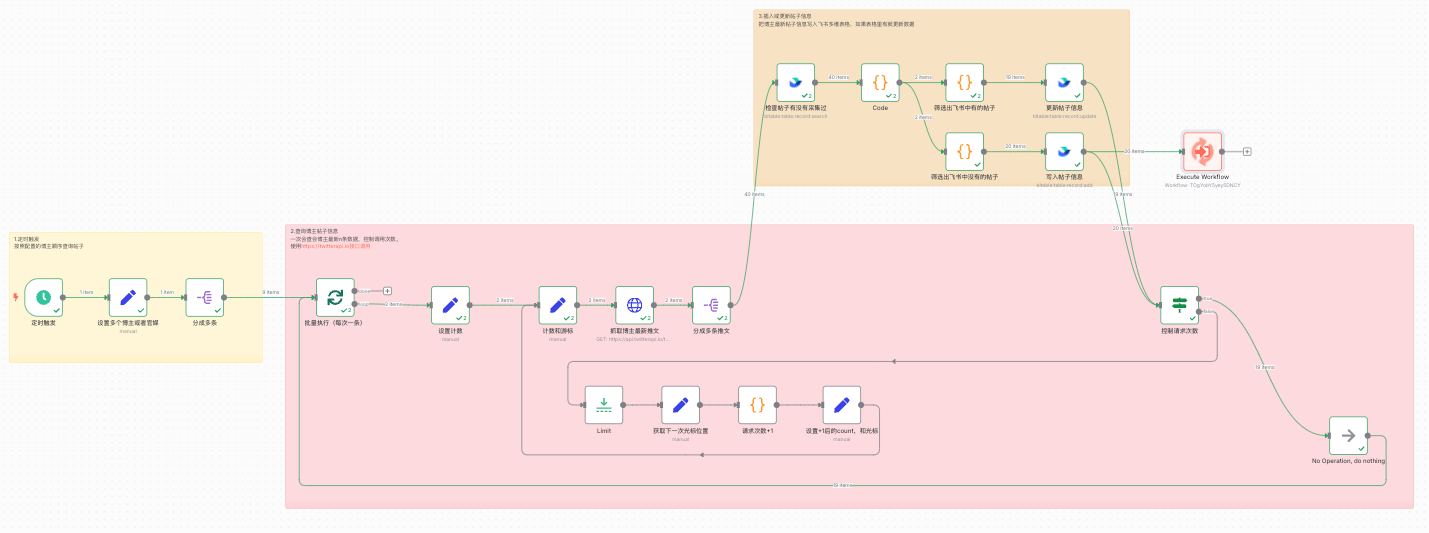 3.插入或更新帖子信息
把博主最新帖子信息写入飞书多维表格, 如果表格里有就更新数据
40 items
2 items
19 items
检查帖子有没有采集过
bitable:table:record:search
Code
筛选出飞书中有的帖子
更新帖子信息
bitable:table:record:update
2 items
20 items
20 items
筛选出飞书中没有的帖子
写入帖子信息
bitable:table:record:add
Execute Workflow
40 items
19 items
20 items
1.定时触发
按照配置的博主顺序查询帖子
1 item
1 item
定时触发
设置多个博主或者官媒
manual
分成多条
2.查询博主帖子信息
一次会查合博主最新n条数据, 控制请求次数,
使用https://twitterapi.io接口调用
done
loop
2 items
2 items
2 items
2 items
true
false
批量执行（每次一条）
设置计数
manual
计数和游标
manual
抓取博主最新推文
GET: https://api.twitterapi.io/t...
分成多条推文
控制请求次数
19 items
Limit
获取下一次光标位置
manual
请求次数+1
设置+1后的count, 和光标
manual
No Operation, do nothing
19 items